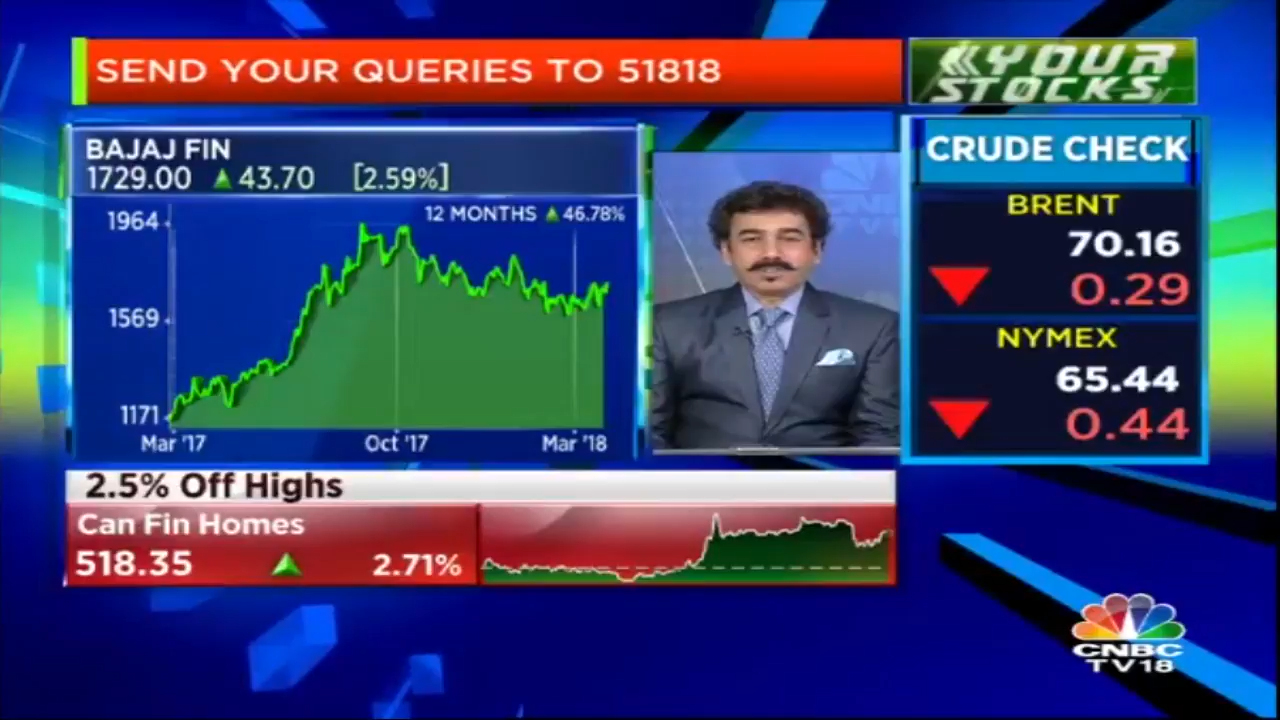 SEND YOUR QUERIES TO 51818
YOUR
STOCKS
BAJAJ FIN
1729.00 ▲ 43.70 [2.59%]
12 MONTHS ▲ 46.78%
1964
1569
1171
Mar '17 Oct '17 Mar '18
CRUDE CHECK
BRENT
70.16
0.29
NYMEX
65.44
0.44
2.5% Off Highs
Can Fin Homes
518.35 ▲ 2.71%
CNBC
TV18